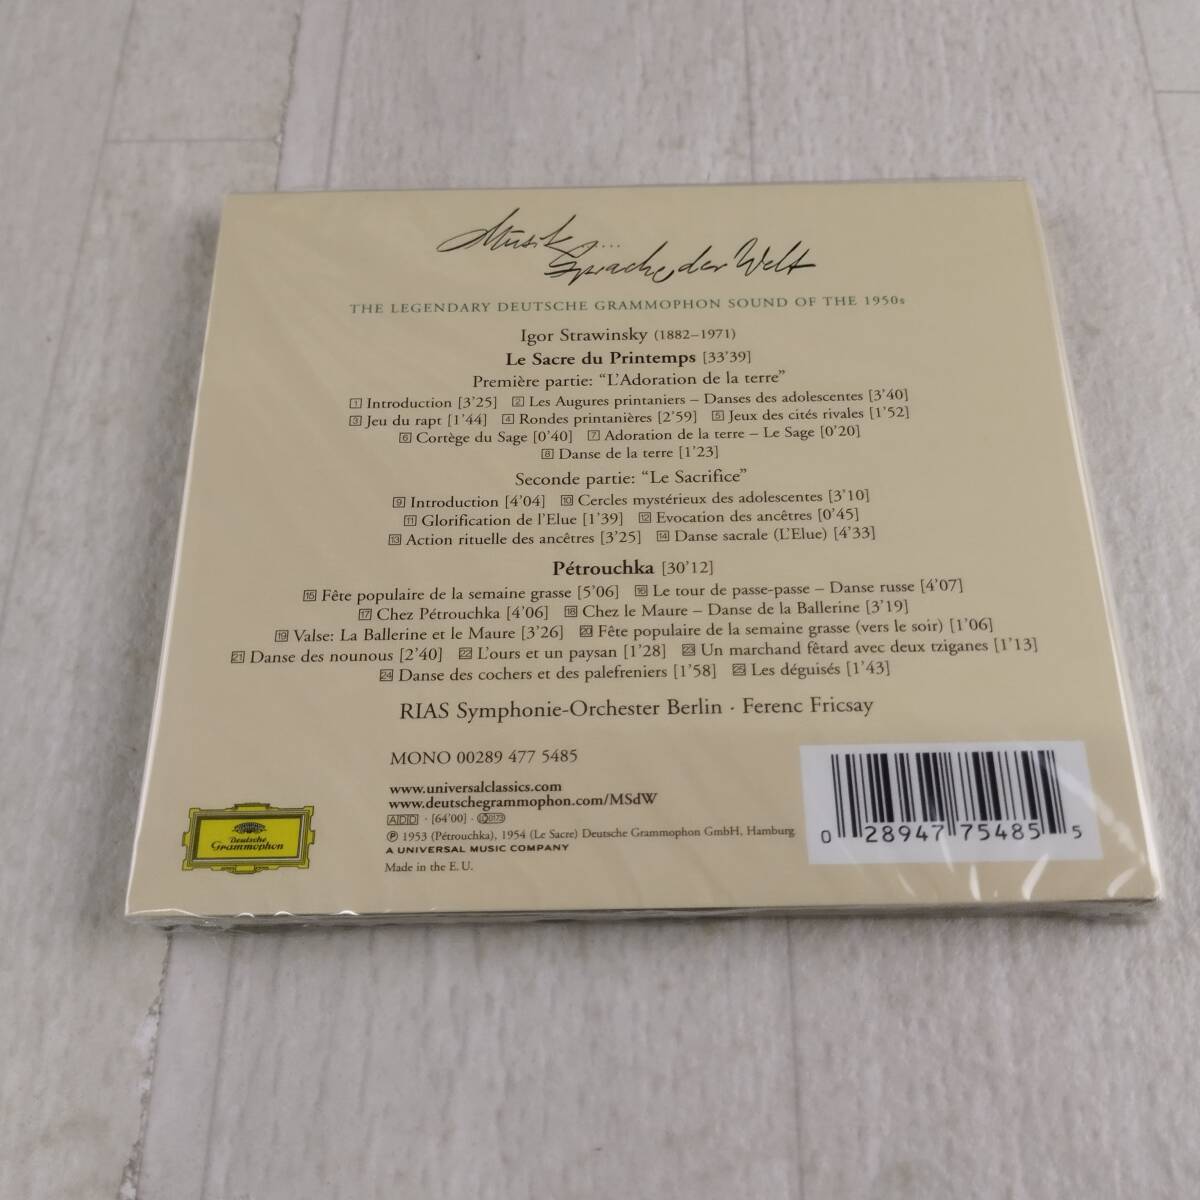 Musik...
Sprache der Welt
THE LEGENDARY DEUTSCHE GRAMMOPHON SOUND OF THE 1950s
Igor Strawinsky (1882–1971)
Le Sacre du Printemps [33'39]
Première partie: “L'Adoration de la terre”
1 Introduction [3'25] 2 Les Augures printaniers – Danses des adolescentes [3'40]
3 Jeu du rapt [1'44] 4 Rondes printanières [2'59] 5 Jeux des cités rivales [1'52]
6 Cortège du Sage [0'40] 7 Adoration de la terre – Le Sage [0'20]
8 Danse de la terre [1'23]
Seconde partie: “Le Sacrifice”
9 Introduction [4'04] 10 Cercles mystérieux des adolescentes [3'10]
11 Glorification de l'Elue [1'39] 12 Evocation des ancêtres [0'45]
13 Action rituelle des ancêtres [3'25] 14 Danse sacrale (L'Elue) [4'33]
Pétrouchka [30'12]
15 Fête populaire de la semaine grasse [5'06] 16 Le tour de passe-passe – Danse russe [4'07]
17 Chez Pétrouchka [4'06] 18 Chez le Maure – Danse de la Ballerine [3'19]
19 Valse: La Ballerine et le Maure [3'26] 20 Fête populaire de la semaine grasse (vers le soir) [1'06]
21 Danse des nounous [2'40] 22 L'ours et un paysan [1'28] 23 Un marchand fêtard avec deux tziganes [1'13]
24 Danse des cochers et des palefreniers [1'58] 25 Les déguisés [1'43]
RIAS Symphonie-Orchester Berlin · Ferenc Fricsay
MONO 00289 477 5485
www.universalclassics.com
www.deutschegrammophon.com/MSdW
ADD · [64'00] · LC 0173
℗ 1953 (Pétrouchka), 1954 (Le Sacre) Deutsche Grammophon GmbH, Hamburg
A UNIVERSAL MUSIC COMPANY
Made in the E. U.
Deutsche
Grammophon
0 28947 75485 5